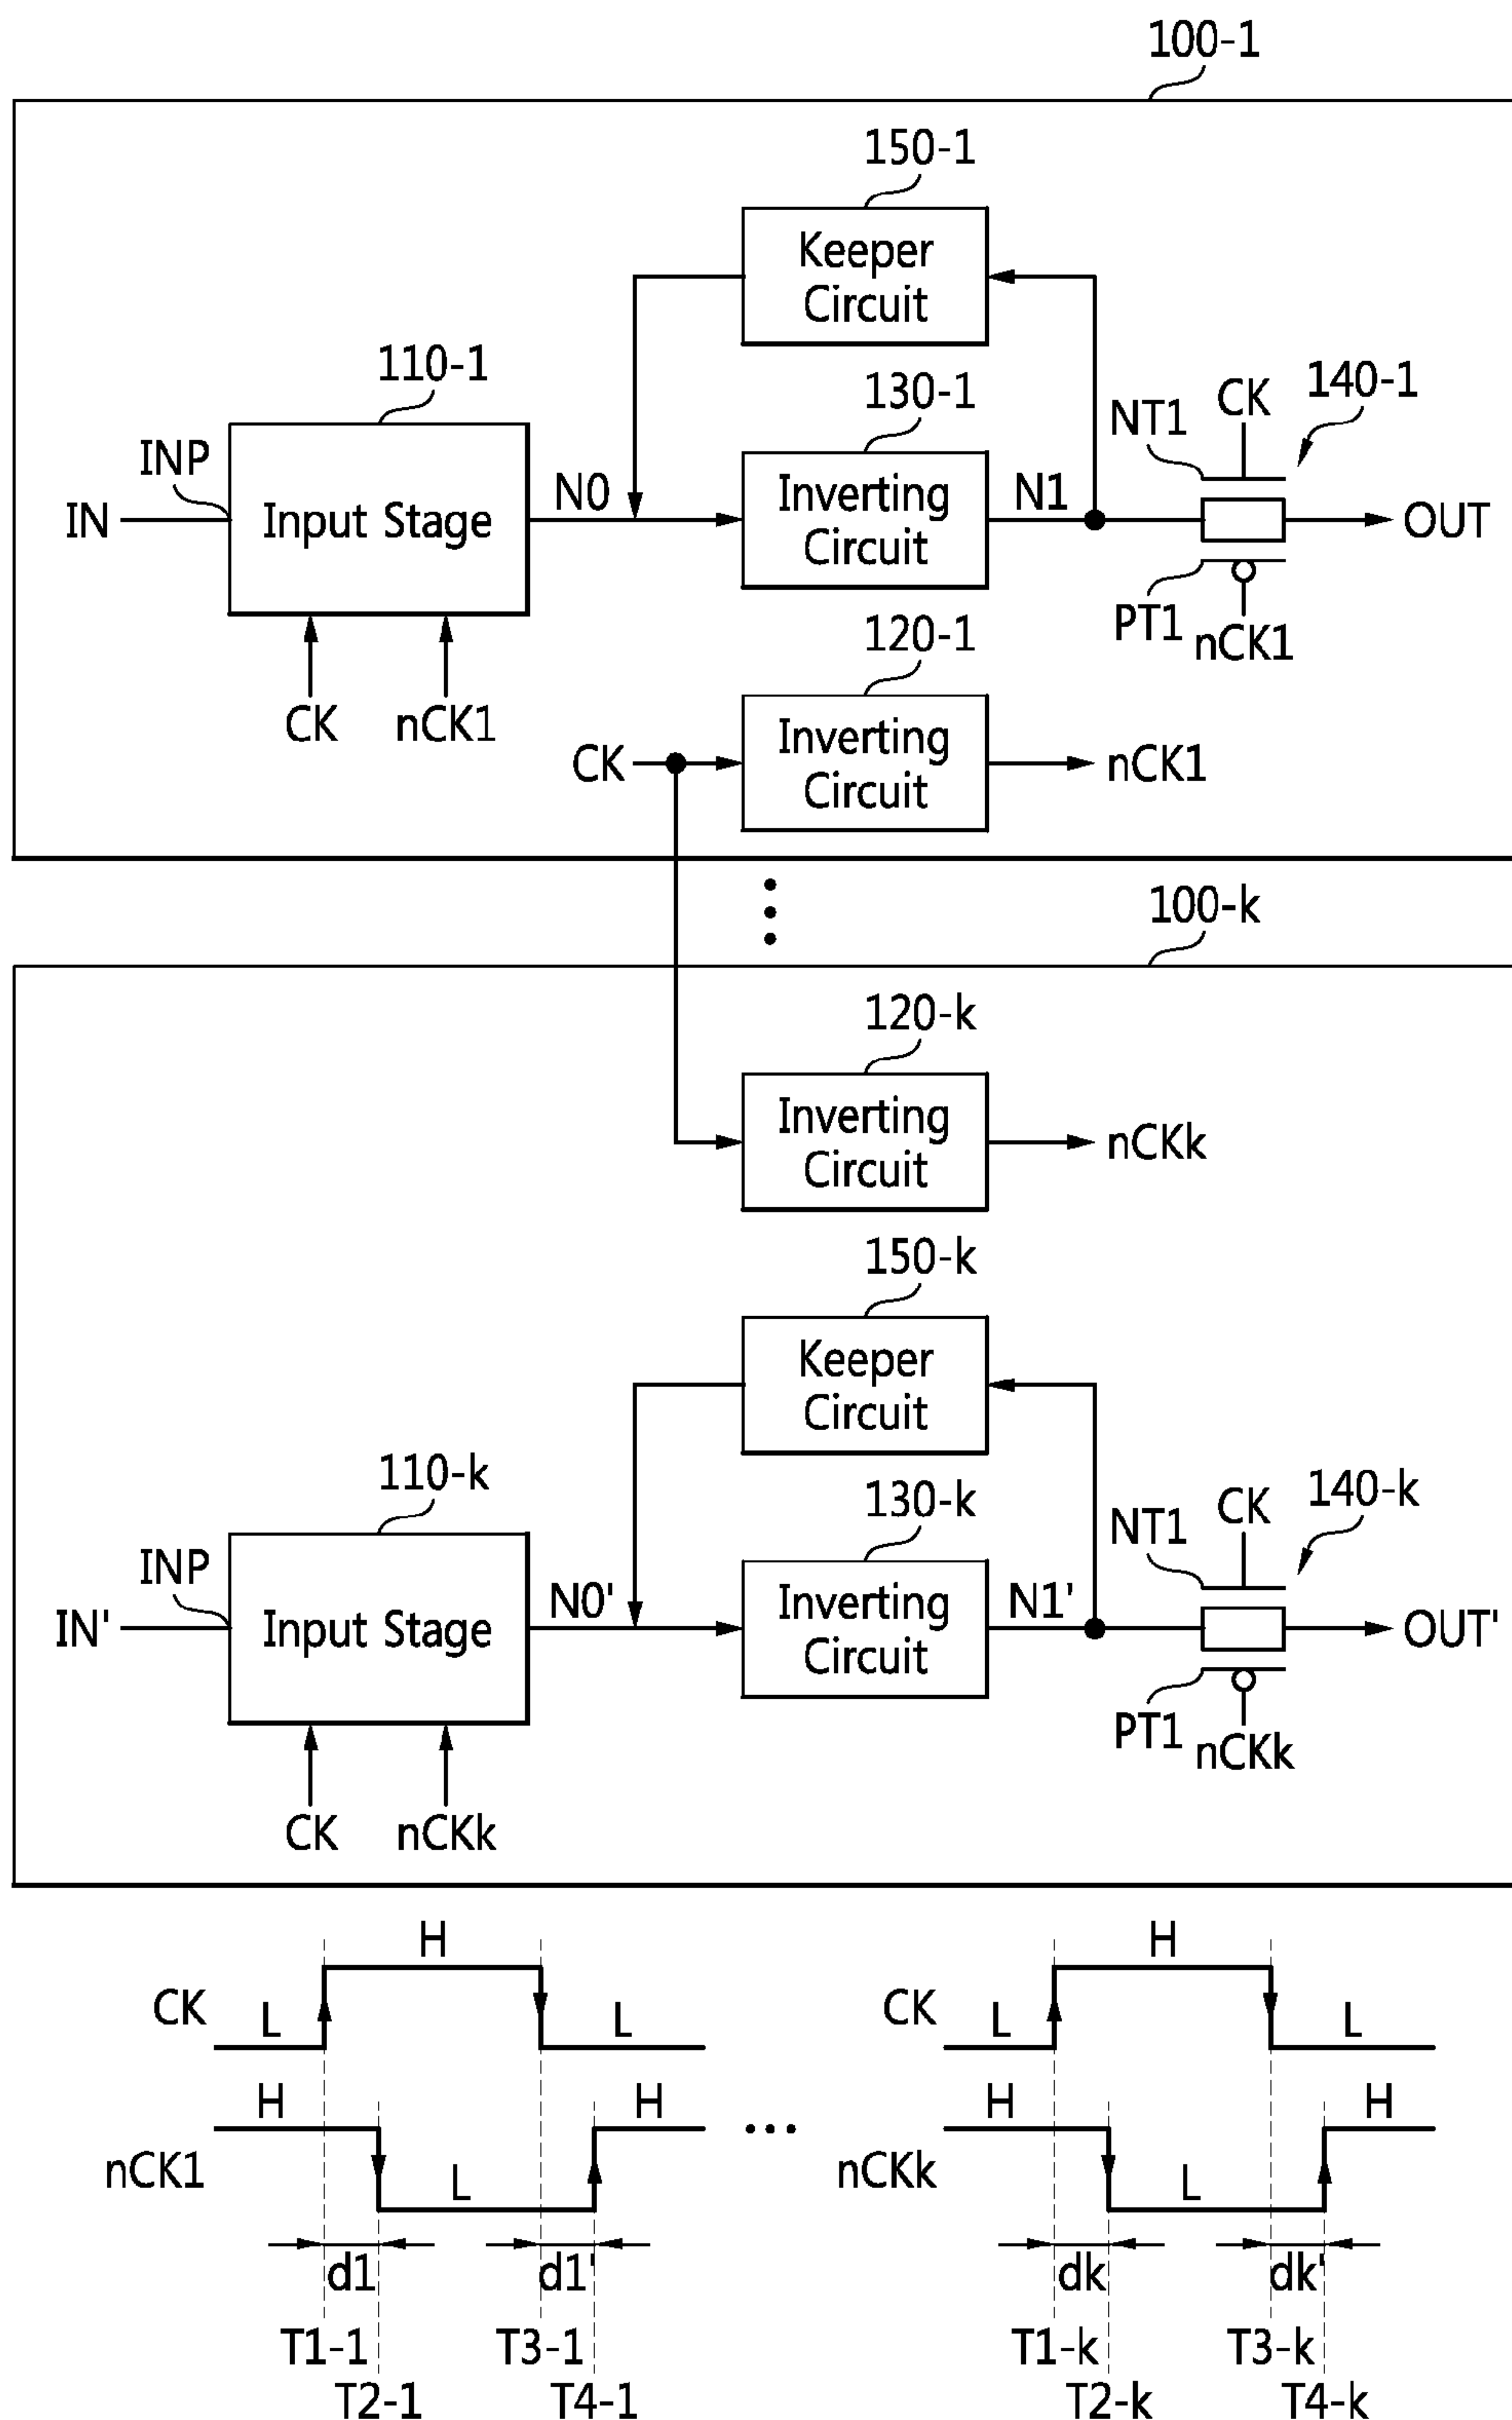 100-1
150-1
Keeper
Circuit
110-1
130-1
NT1
CK
140-1
INP
IN
Input Stage
N0
Inverting
Circuit
N1
OUT
PT1
nCK1
120-1
CK
nCK1
CK
Inverting
Circuit
nCK1
100-k
120-k
Inverting
Circuit
nCKk
150-k
Keeper
Circuit
110-k
130-k
NT1
CK
140-k
INP
IN'
Input Stage
N0'
Inverting
Circuit
N1'
OUT'
PT1
nCKk
CK
nCKk
H
H
CK
L
L
CK
L
L
H
H
H
H
nCK1
L
nCKk
L
d1
d1'
dk
dk'
T1-1
T3-1
T1-k
T3-k
T2-1
T4-1
T2-k
T4-k